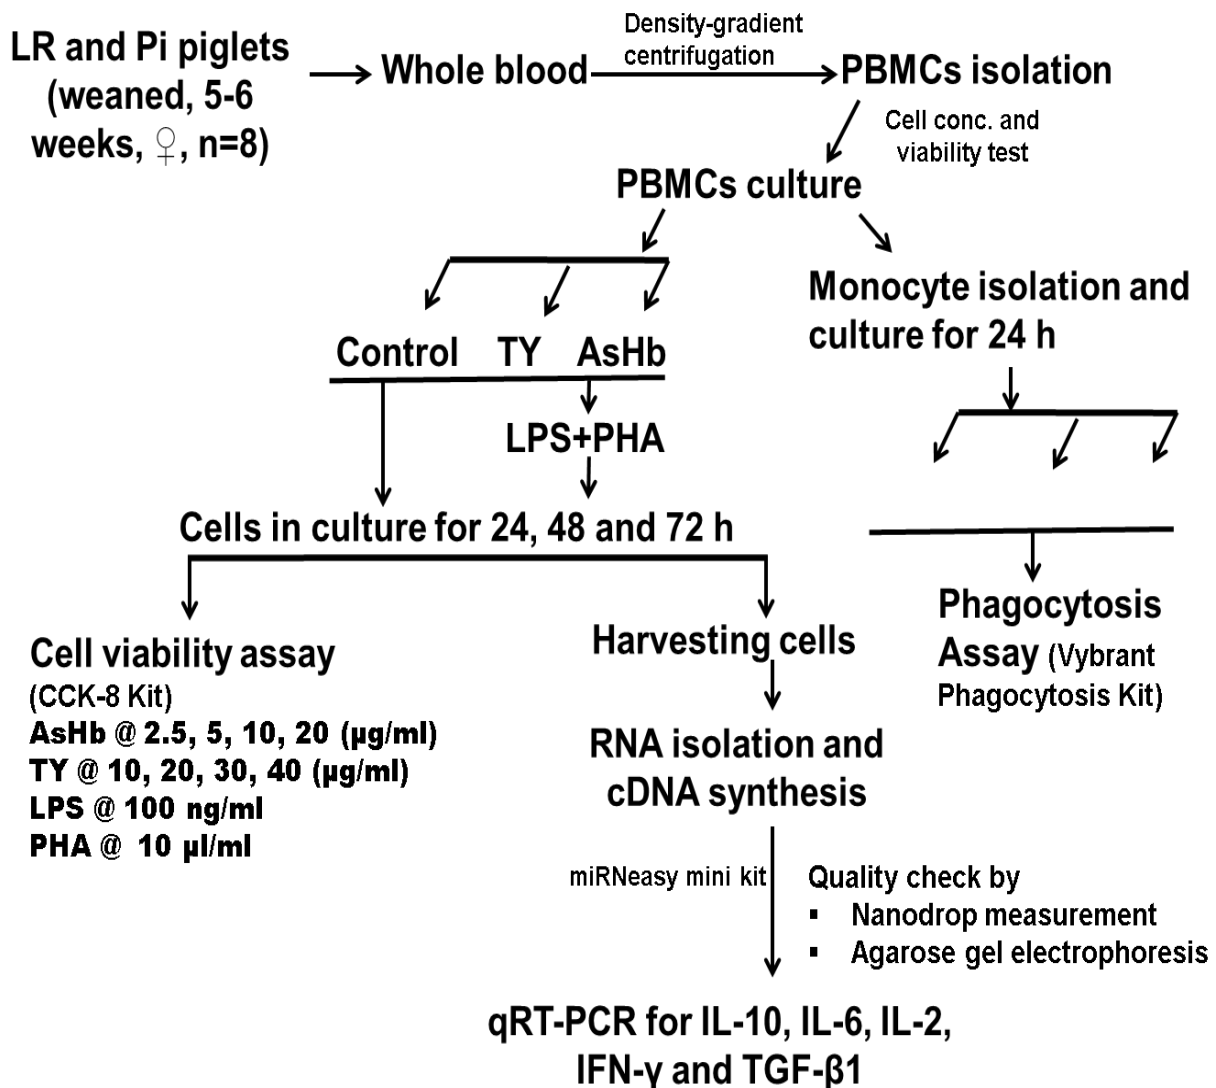 LR and Pi piglets
(weaned, 5-6
weeks, ♀, n=8)
Whole blood
Density-gradient
centrifugation
PBMCs isolation
Cell conc. and
viability test
PBMCs culture
Control TY AsHb
LPS+PHA
Monocyte isolation and
culture for 24 h
Cells in culture for 24, 48 and 72 h
Cell viability assay
(CCK-8 Kit)
AsHb @ 2.5, 5, 10, 20 (µg/ml)
TY @ 10, 20, 30, 40 (µg/ml)
LPS @ 100 ng/ml
PHA @ 10 µl/ml
Harvesting cells
RNA isolation and
cDNA synthesis
miRNeasy mini kit
Quality check by
▪ Nanodrop measurement
▪ Agarose gel electrophoresis
qRT-PCR for IL-10, IL-6, IL-2,
IFN-γ and TGF-β1
Phagocytosis
Assay (Vybrant
Phagocytosis Kit)